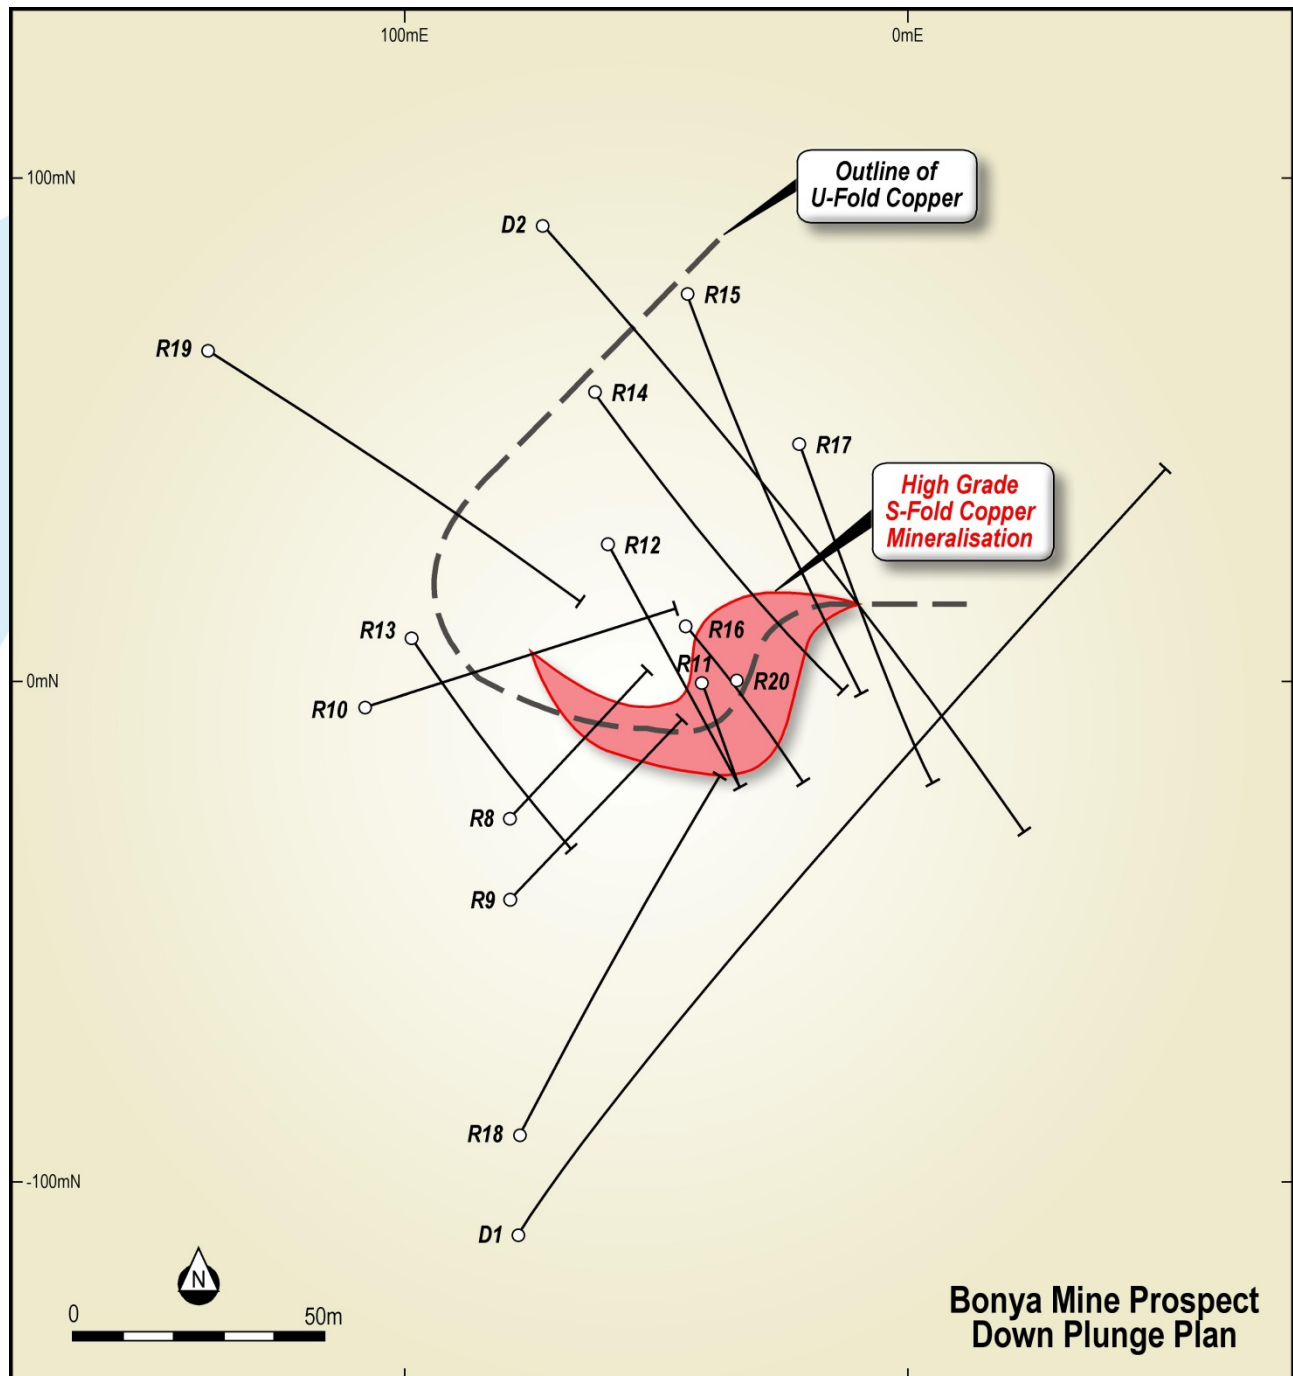 100mE
0mE
100mN
Outline of
U-Fold Copper
D2
R15
R19
R14
R17
High Grade
S-Fold Copper
Mineralisation
R12
R13
R16
R11
R20
0mN
R10
R8
R9
R18
-100mN
D1
N
0
50m
Bonya Mine Prospect
Down Plunge Plan